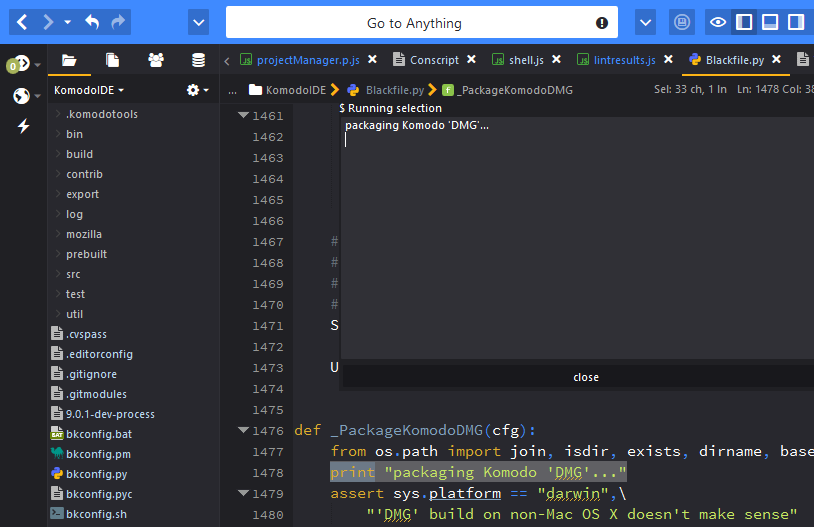 Go to Anything
0
projectManager.p.js
Conscript
shell.js
lintresults.js
Blackfile.py
KomodoIDE
... KomodoIDE Blackfile.py f _PackageKomodoDMG
Sel: 33 ch, 1 ln Ln: 1478 Col: 38
.komodotools
bin
build
contrib
export
log
mozilla
prebuilt
src
test
util
.cvspass
.editorconfig
.gitignore
.gitmodules
9.0.1-dev-process
BAT bkconfig.bat
bkconfig.pm
bkconfig.py
bkconfig.pyc
bkconfig.sh
$ Running selection
packaging Komodo 'DMG'...
close
1461
1462
1463
1464
1465
1466
1467 #
1468 #
1469 #
1470 #
1471 S
1472
1473 U
1474
1475
1476 def _PackageKomodoDMG(cfg):
1477 from os.path import join, isdir, exists, dirname, base
1478 print "packaging Komodo 'DMG'..."
1479 assert sys.platform == "darwin",\
1480 "'DMG' build on non-Mac OS X doesn't make sense"